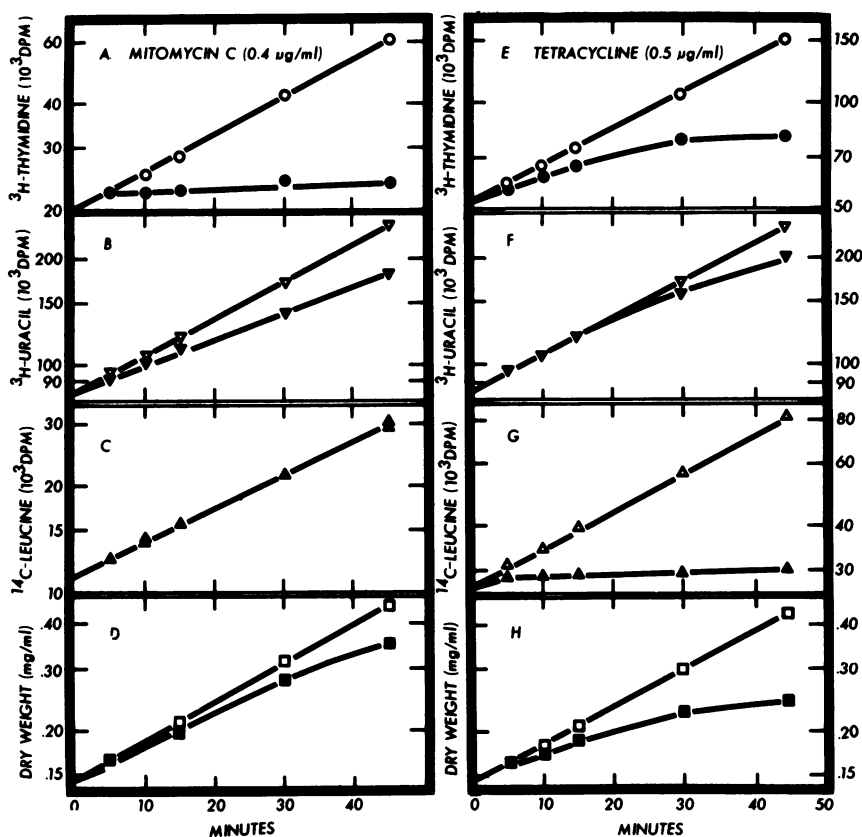 A. MITOMYCIN C (0.4 µg/ml)
³H-THYMIDINE (10³DPM)
60
40
30
20
B
³H-URACIL (10³DPM)
200
150
100
90
C
¹⁴C-LEUCINE (10³DPM)
30
20
15
10
D
DRY WEIGHT (mg/ml)
.40
.30
.20
.15
0 10 20 30 40
MINUTES
E TETRACYCLINE (0.5 µg/ml)
³H-THYMIDINE (10³DPM)
150
100
70
50
F
³H-URACIL (10³DPM)
200
150
100
90
G
¹⁴C-LEUCINE (10³DPM)
80
60
40
30
H
DRY WEIGHT (mg/ml)
.40
.30
.20
.15
0 10 20 30 40 50
MINUTES